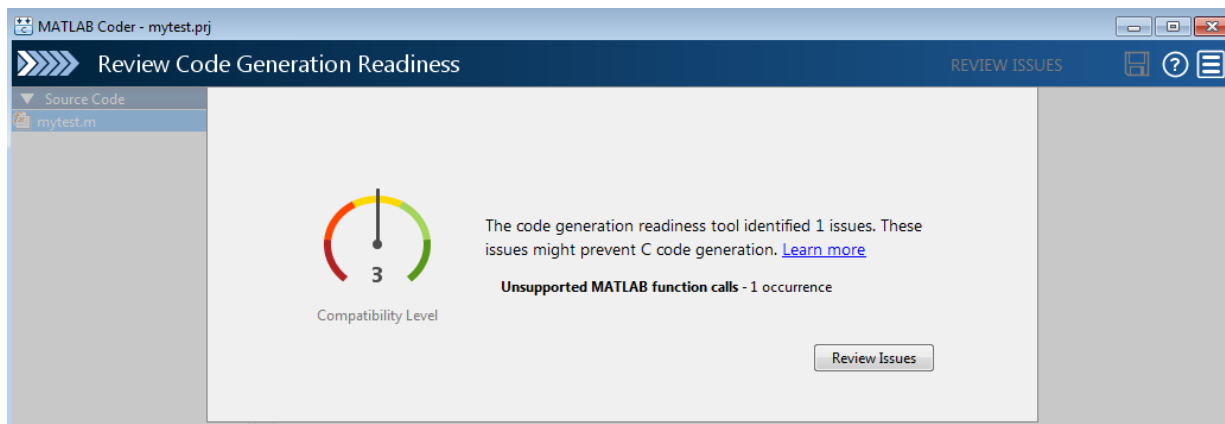 MATLAB Coder - mytest.prj
Review Code Generation Readiness
REVIEW ISSUES
Source Code
mytest.m
The code generation readiness tool identified 1 issues. These
issues might prevent C code generation. Learn more
3
Unsupported MATLAB function calls - 1 occurrence
Compatibility Level
Review Issues